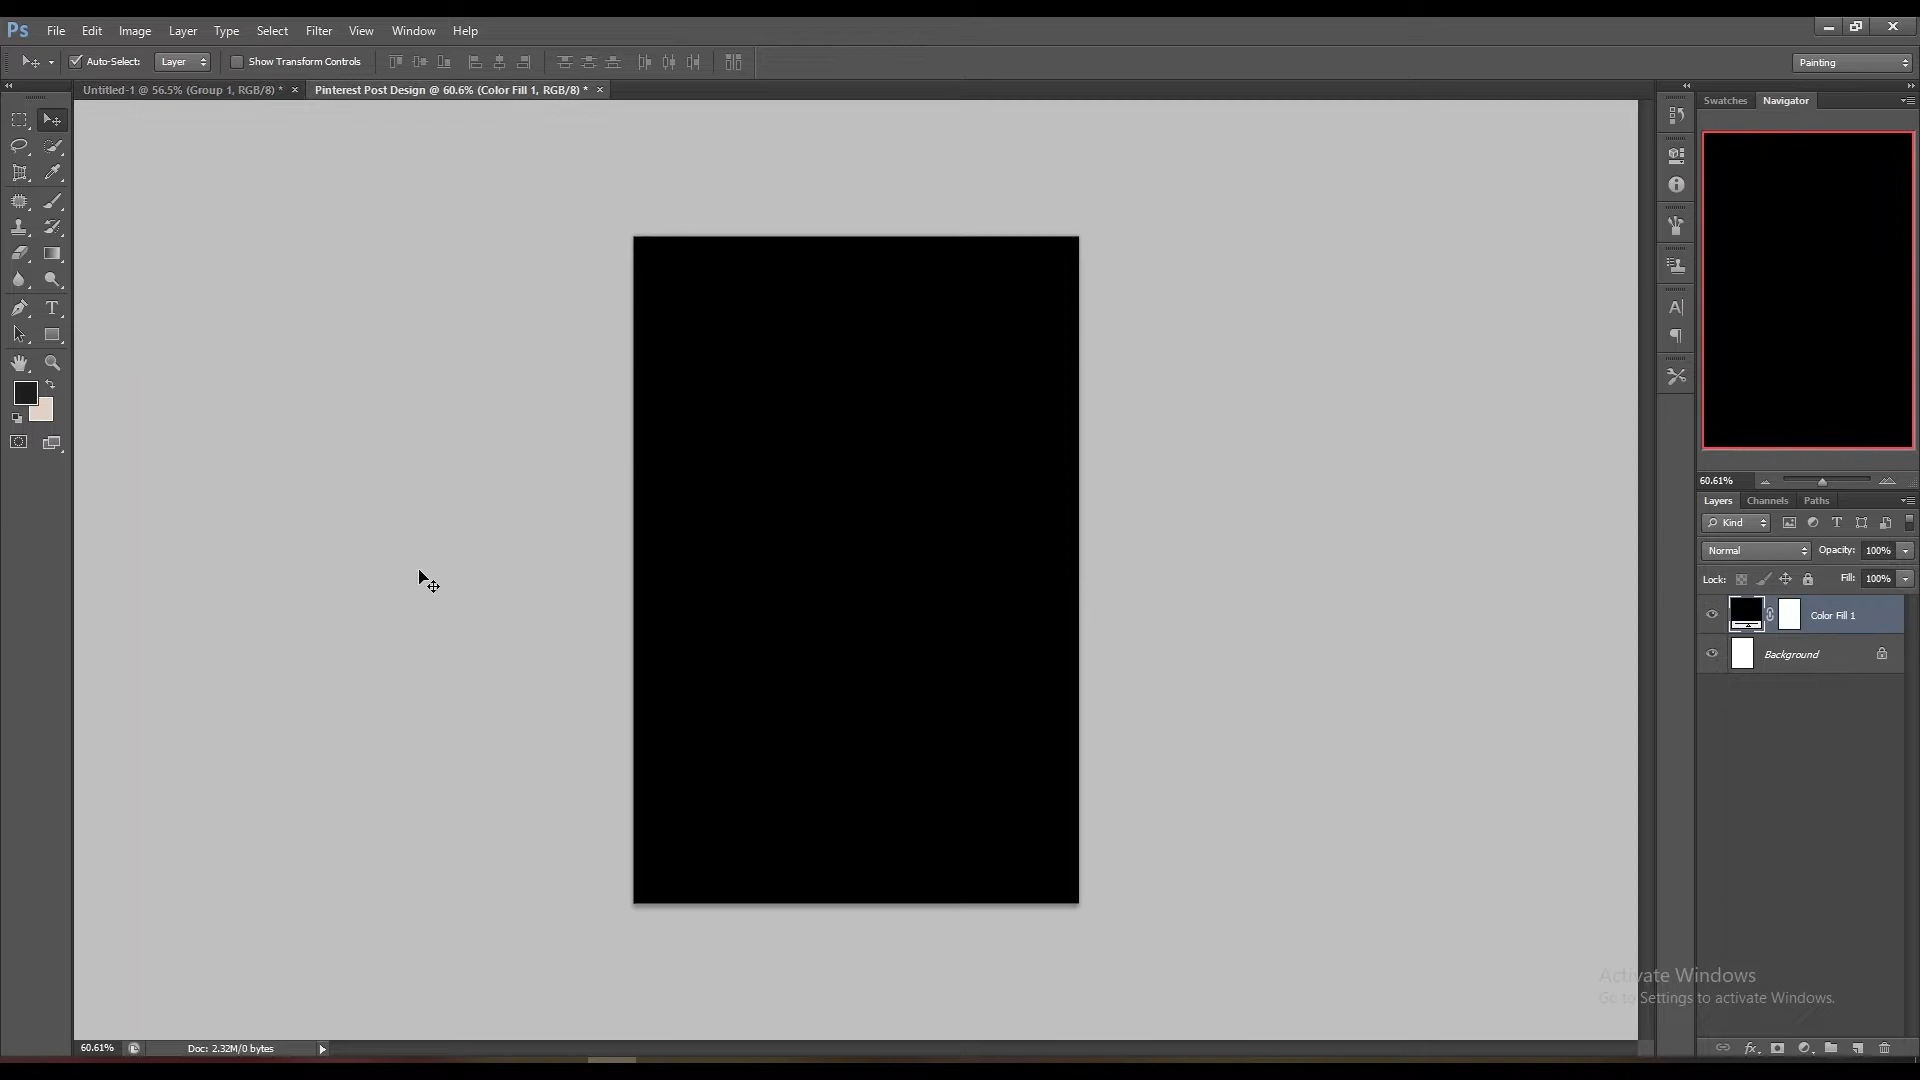 Ps File Edit Image Layer Type Select Filter View Window Help
Auto-Select: Layer Show Transform Controls Painting
Untitled-1 @ 56.5% (Group 1, RGB/8) * × Pinterest Post Design @ 60.6% (Color Fill 1, RGB/8) * ×
Swatches Navigator
60.61%
Layers Channels Paths
Kind
Normal Opacity: 100%
Lock: Fill: 100%
Color Fill 1
Background
Activate Windows
Go to Settings to activate Windows.
60.61% Doc: 2.32M/0 bytes